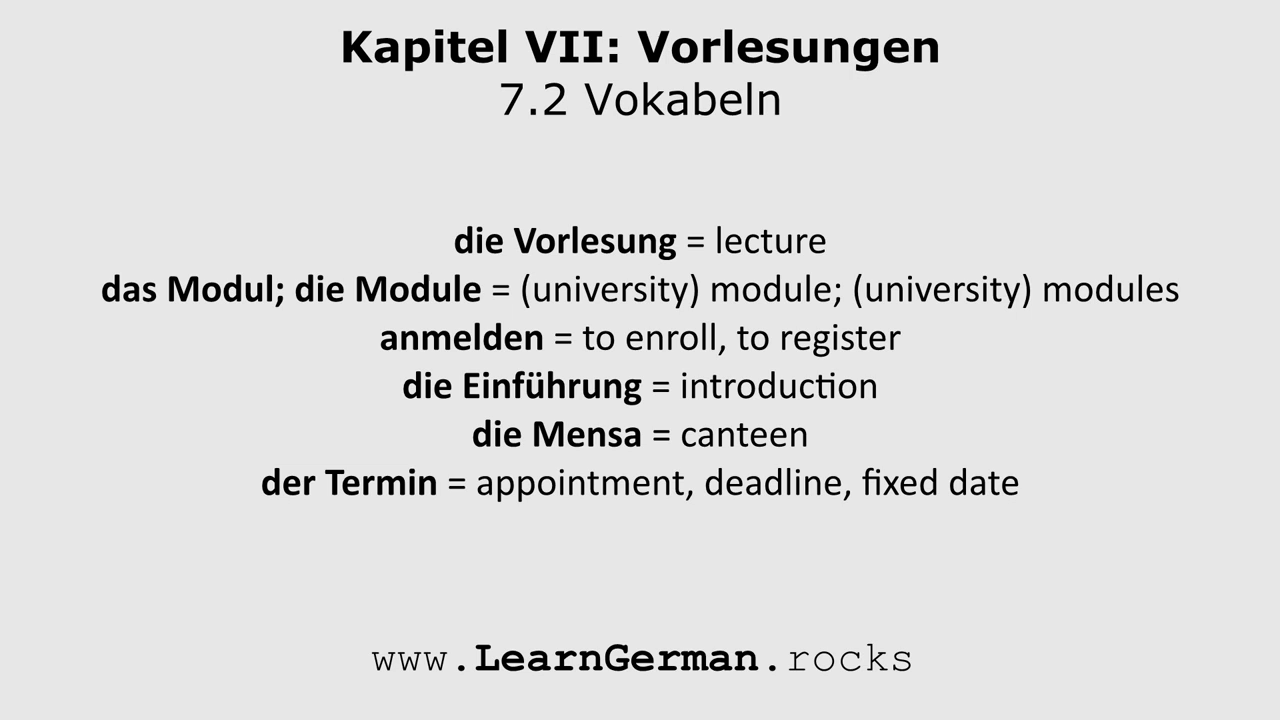 Kapitel VII: Vorlesungen
7.2 Vokabeln
die Vorlesung = lecture
das Modul; die Module = (university) module; (university) modules
anmelden = to enroll, to register
die Einführung = introduction
die Mensa = canteen
der Termin = appointment, deadline, fixed date
www.LearnGerman.rocks